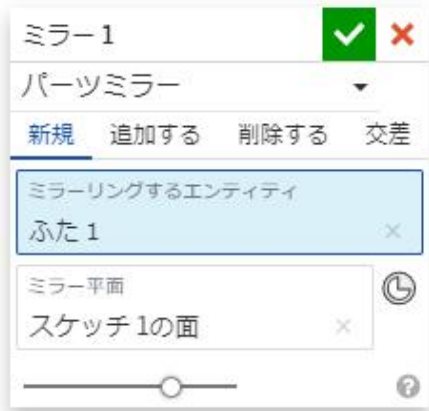 ミラー 1
パーツミラー
新規 追加する 削除する 交差
ミラーリングするエンティティ
ふた 1
ミラー平面
スケッチ 1の面